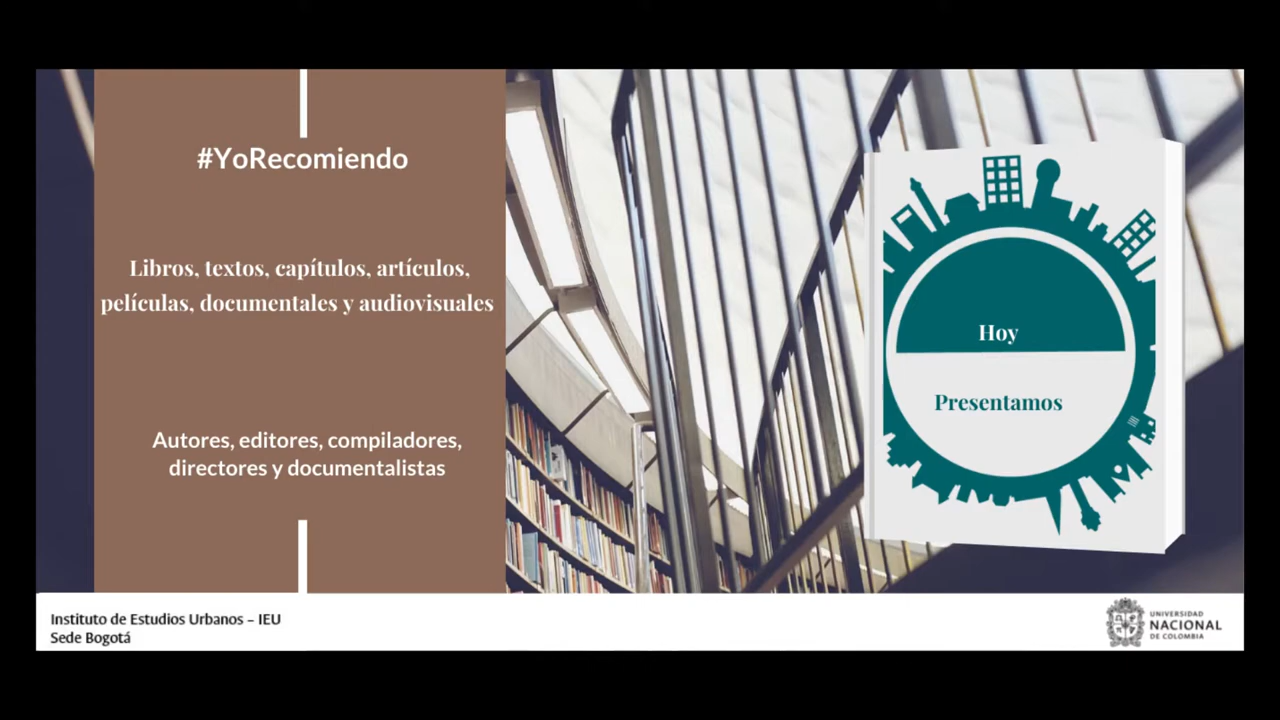 #YoRecomiendo
Libros, textos, capítulos, artículos,
películas, documentales y audiovisuales
Autores, editores, compiladores,
directores y documentalistas
Hoy
Presentamos
Instituto de Estudios Urbanos – IEU
Sede Bogotá
UNIVERSIDAD
NACIONAL
DE COLOMBIA